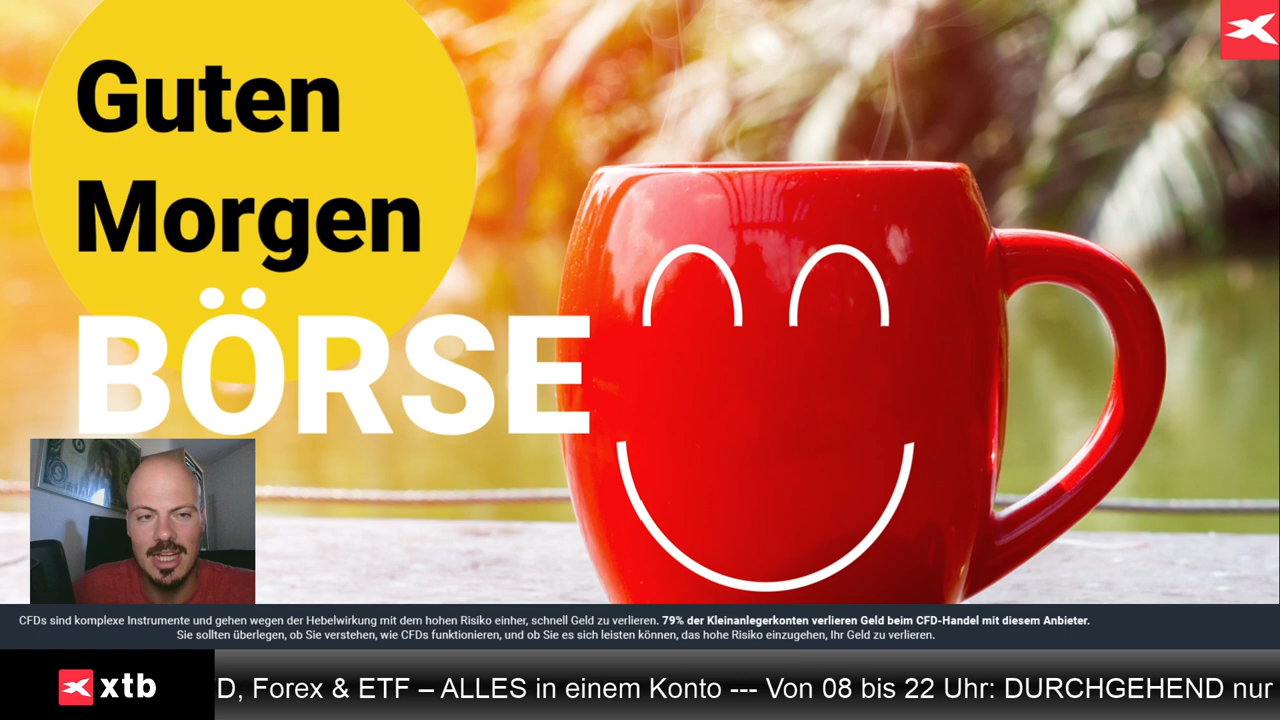 Guten
Morgen
BÖRSE
CFDs sind komplexe Instrumente und gehen wegen der Hebelwirkung mit dem hohen Risiko einher, schnell Geld zu verlieren. 79% der Kleinanlegerkonten verlieren Geld beim CFD-Handel mit diesem Anbieter.
Sie sollten überlegen, ob Sie verstehen, wie CFDs funktionieren, und ob Sie es sich leisten können, das hohe Risiko einzugehen, Ihr Geld zu verlieren.
xtb
D, Forex & ETF – ALLES in einem Konto --- Von 08 bis 22 Uhr: DURCHGEHEND nur